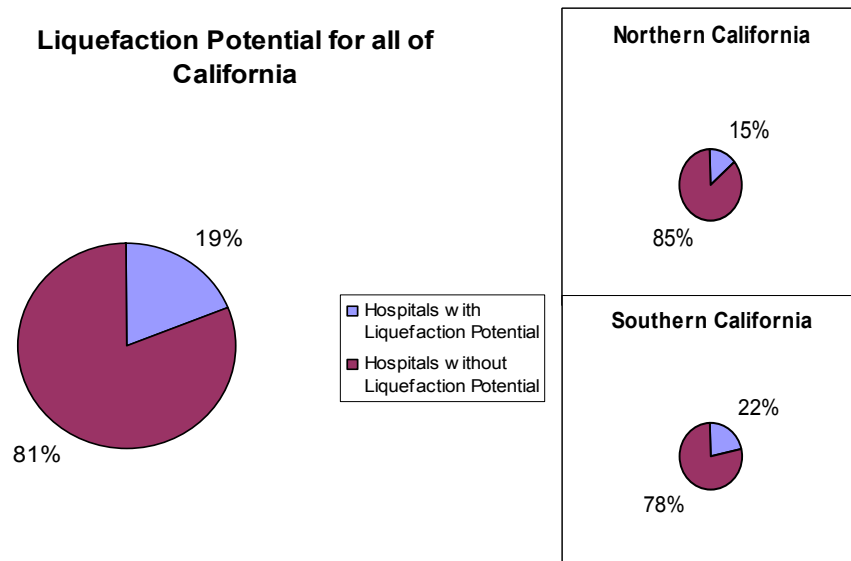 Liquefaction Potential for all of
California
19%
81%
Hospitals with
Liquefaction Potential
Hospitals without
Liquefaction Potential
Northern California
15%
85%
Southern California
22%
78%